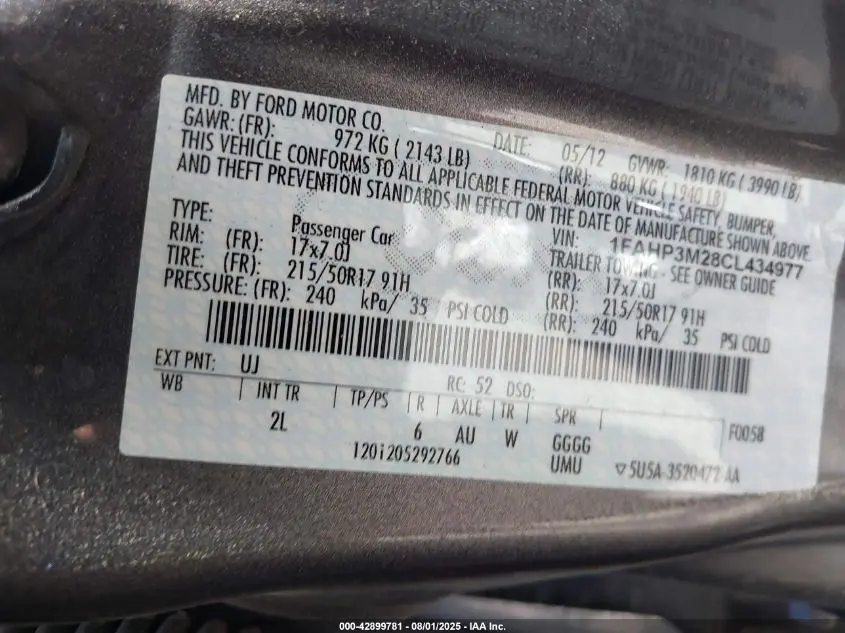 MFD. BY FORD MOTOR CO. DATE: 05/12 GVWR: 1810 KG ( 3990 LB)
GAWR: (FR): 972 KG ( 2143 LB) (RR): 880 KG ( 1940 LB)
THIS VEHICLE CONFORMS TO ALL APPLICABLE FEDERAL MOTOR VEHICLE SAFETY, BUMPER,
AND THEFT PREVENTION STANDARDS IN EFFECT ON THE DATE OF MANUFACTURE SHOWN ABOVE.
VIN: 1FAHP3M28CL434977
TYPE: Passenger Car TRAILER TOWING - SEE OWNER GUIDE
RIM: (FR): 17x7.0J (RR): 17x7.0J
TIRE: (FR): 215/50R17 91H (RR): 215/50R17 91H
PRESSURE: (FR): 240 kPa/ 35 PSI COLD (RR): 240 kPa/ 35 PSI COLD
EXT PNT: UJ RC: 52 DSO:
WB INT TR TP/PS R AXLE TR SPR F0058
2L 6 AU W GGGG
120120529​2766 UMU ▽5U5A-3520472-AA
000-42899781 - 08/01/2025 - IAA Inc.